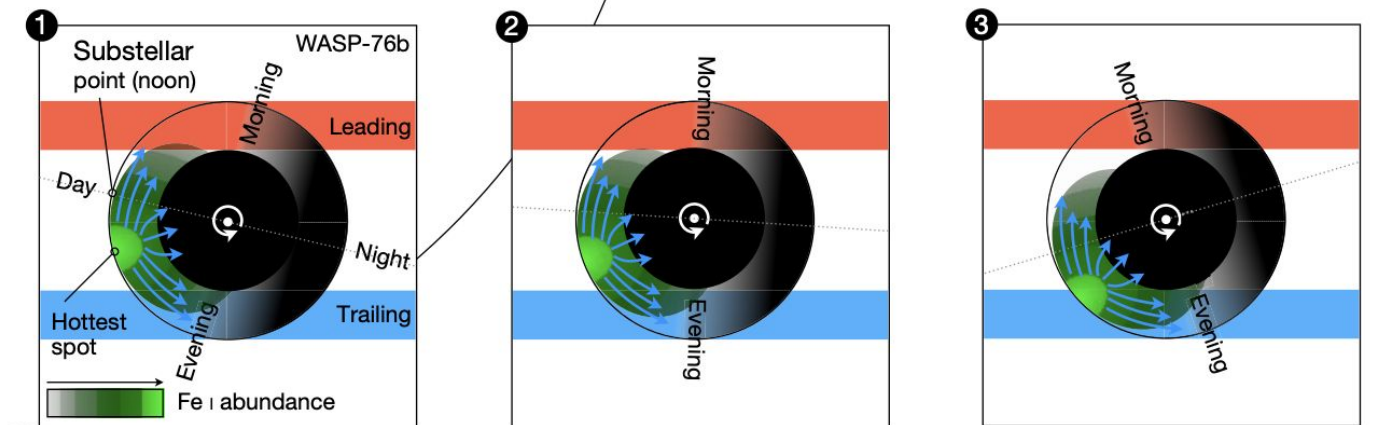 1
WASP-76b
Substellar
point (noon)
Morning
Leading
Day
Night
Trailing
Hottest
spot
Evening
Fe I abundance
2
Morning
Evening
3
Morning
Evening